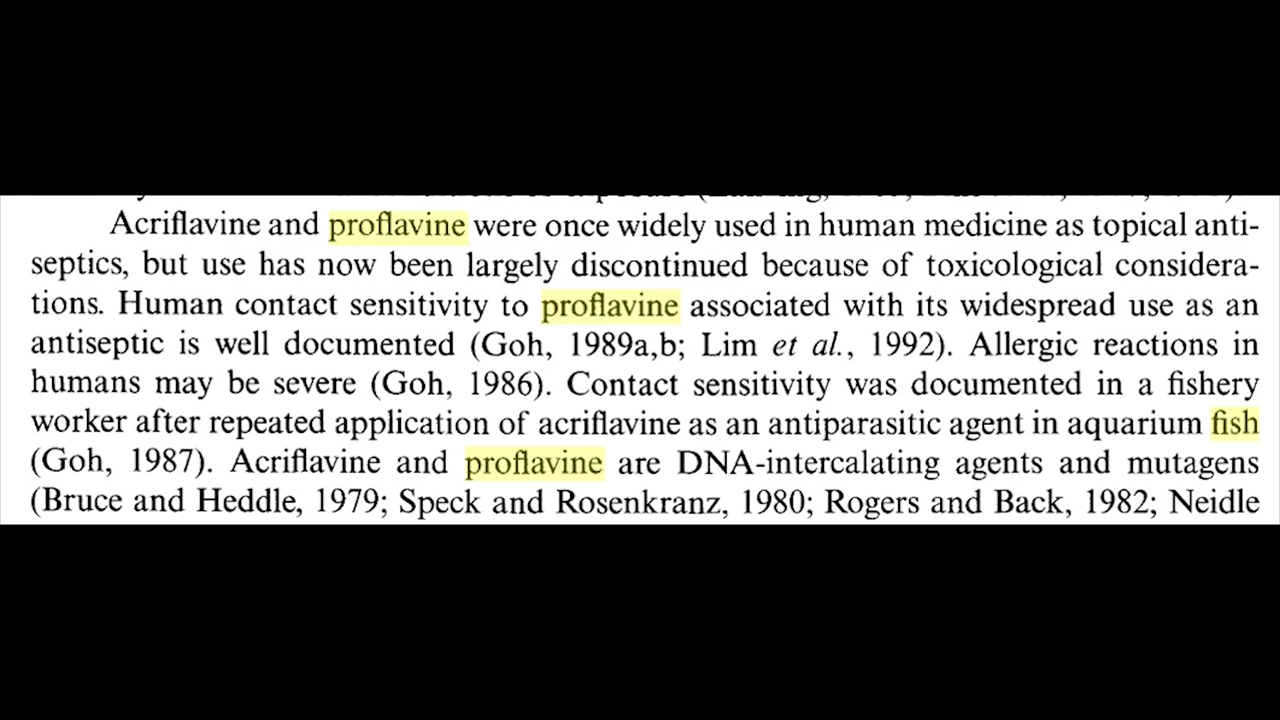 Acriflavine and proflavine were once widely used in human medicine as topical anti-
septics, but use has now been largely discontinued because of toxicological considera-
tions. Human contact sensitivity to proflavine associated with its widespread use as an
antiseptic is well documented (Goh, 1989a,b; Lim et al., 1992). Allergic reactions in
humans may be severe (Goh, 1986). Contact sensitivity was documented in a fishery
worker after repeated application of acriflavine as an antiparasitic agent in aquarium fish
(Goh, 1987). Acriflavine and proflavine are DNA-intercalating agents and mutagens
(Bruce and Heddle, 1979; Speck and Rosenkranz, 1980; Rogers and Back, 1982; Neidle